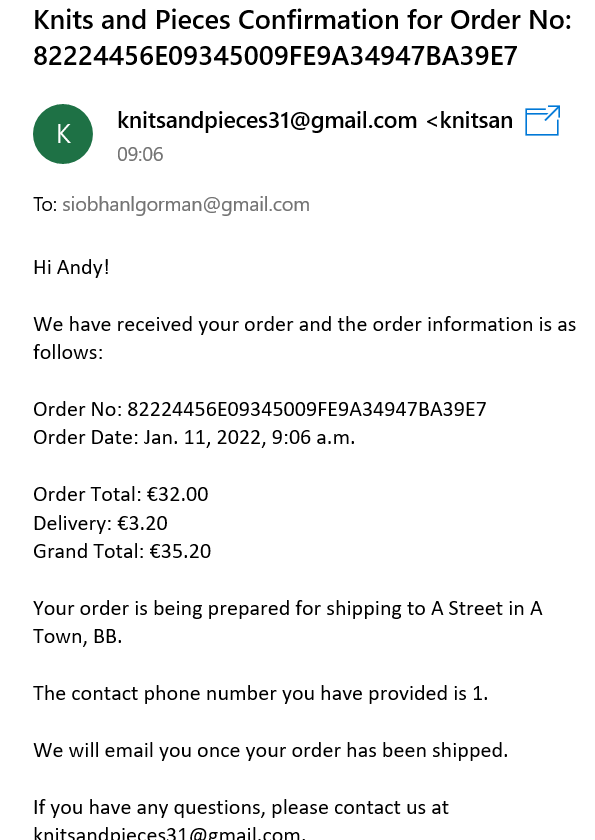 Knits and Pieces Confirmation for Order No:
82224456E09345009FE9A34947BA39E7
K
knitsandpieces31@gmail.com <knitsan
09:06
To: siobhanlgorman@gmail.com
Hi Andy!
We have received your order and the order information is as
follows:
Order No: 82224456E09345009FE9A34947BA39E7
Order Date: Jan. 11, 2022, 9:06 a.m.
Order Total: €32.00
Delivery: €3.20
Grand Total: €35.20
Your order is being prepared for shipping to A Street in A
Town, BB.
The contact phone number you have provided is 1.
We will email you once your order has been shipped.
If you have any questions, please contact us at
knitsandpieces31@gmail.com.